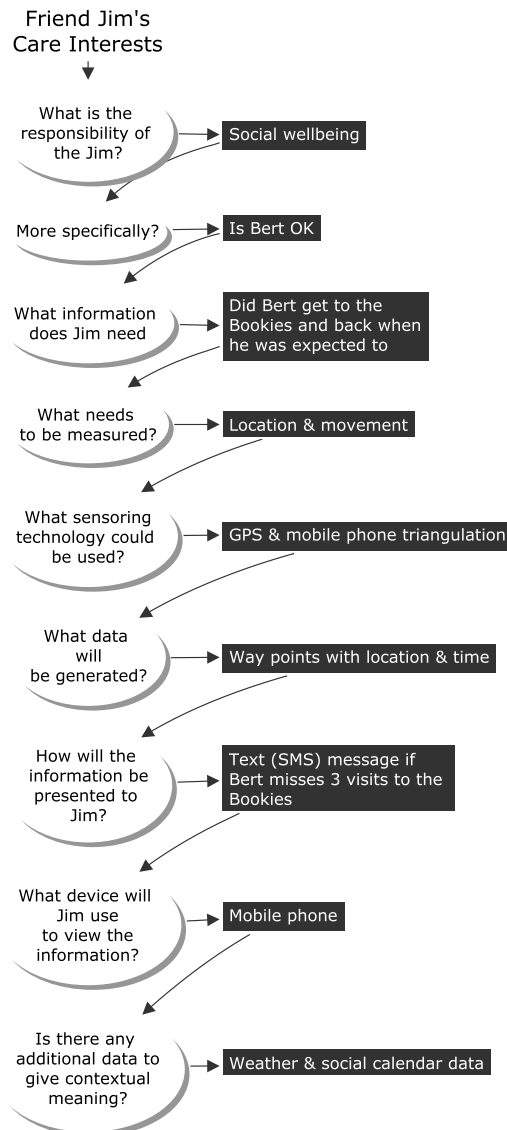 Friend Jim's
Care Interests
What is the
responsibility of
the Jim?
Social wellbeing
More specifically?
Is Bert OK
What information
does Jim need
Did Bert get to the
Bookies and back when
he was expected to
What needs
to be measured?
Location & movement
What sensoring
technology could
be used?
GPS & mobile phone triangulation
What data
will
be generated?
Way points with location & time
How will the
information be
presented to
Jim?
Text (SMS) message if
Bert misses 3 visits to the
Bookies
What device will
Jim use
to view the
information?
Mobile phone
Is there any
additional data to
give contextual
meaning?
Weather & social calendar data